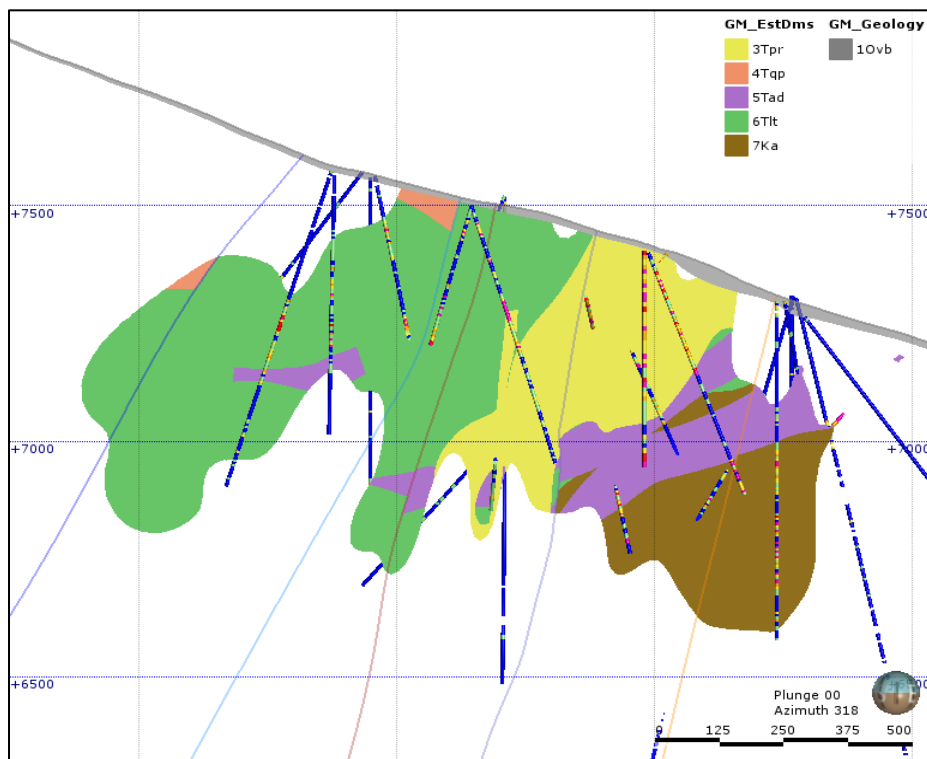 GM_EstDms GM_Geology
3Tpr 1Ovb
4Tqp
5Tad
6Tlt
7Ka
+7500 +7500
+7000 +7000
+6500
Plunge 00
Azimuth 318
0 125 250 375 500